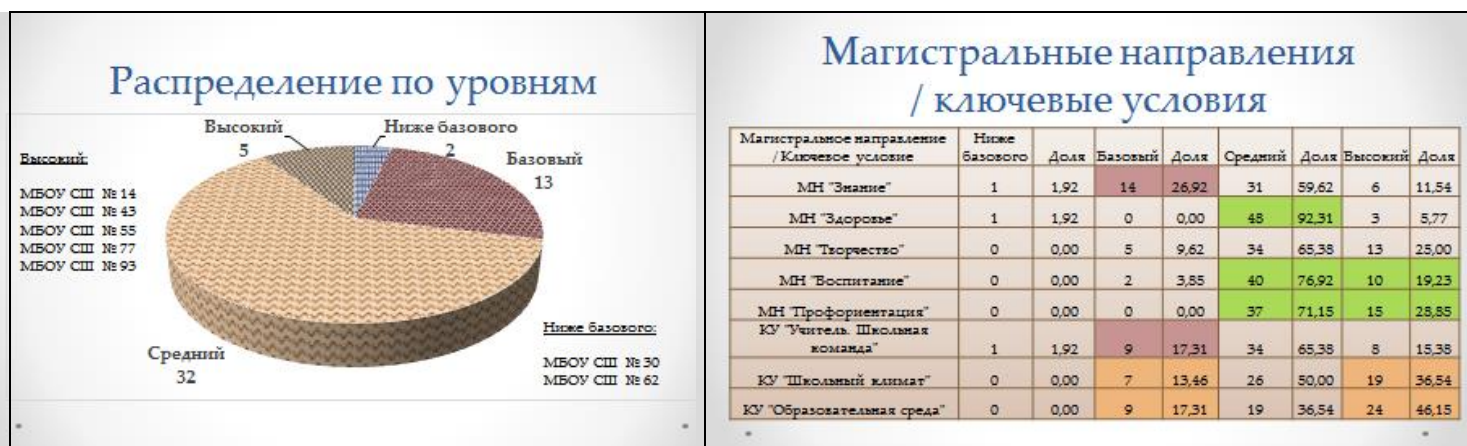 Распределение по уровням
Высокий
5
Ниже базового
2
Базовый
13
Средний
32
Высокий:
МБОУ СШ № 14
МБОУ СШ № 43
МБОУ СШ № 55
МБОУ СШ № 77
МБОУ СШ № 93
Ниже базового:
МБОУ СШ № 30
МБОУ СШ № 62
Магистральные направления
/ ключевые условия
Магистральное направление / Ключевое условие Ниже базового Доля Базовый Доля Средний Доля Высокий Доля
МН "Знание" 1 1,92 14 26,92 31 59,62 6 11,54
МН "Здоровье" 1 1,92 0 0,00 48 92,31 3 5,77
МН "Творчество" 0 0,00 5 9,62 34 65,38 13 25,00
МН "Воспитание" 0 0,00 2 3,85 40 76,92 10 19,23
МН "Профориентация" 0 0,00 0 0,00 37 71,15 15 28,85
КУ "Учитель. Школьная команда" 1 1,92 9 17,31 34 65,38 8 15,38
КУ "Школьный климат" 0 0,00 7 13,46 26 50,00 19 36,54
КУ "Образовательная среда" 0 0,00 9 17,31 19 36,54 24 46,15